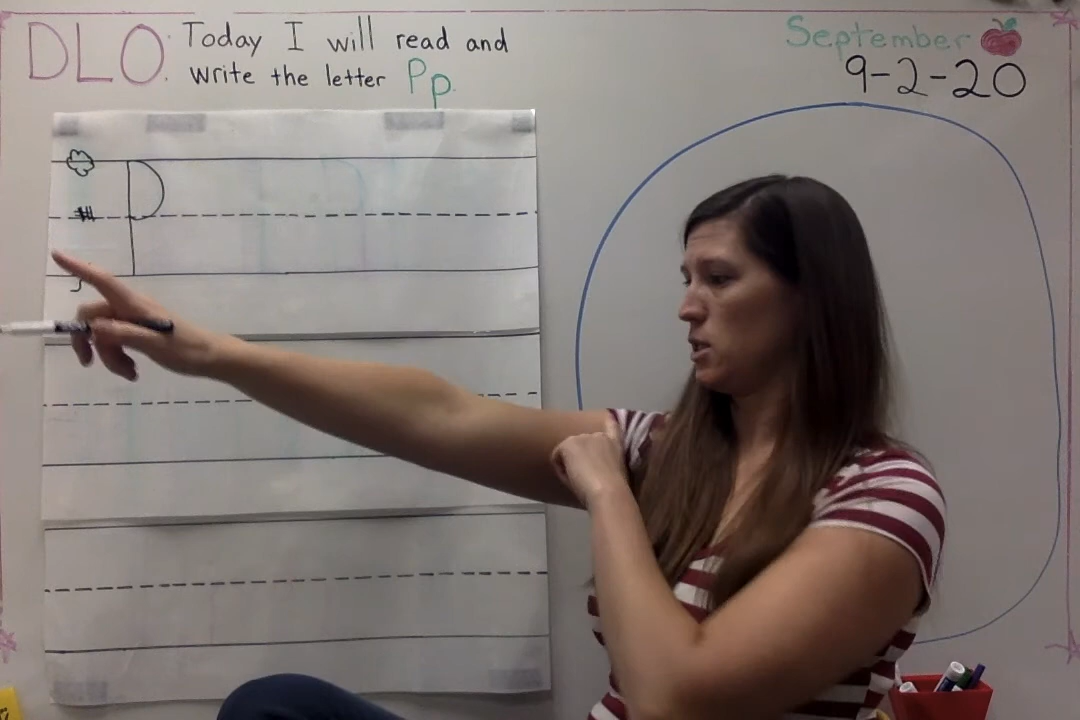 DLO: Today I will read and
write the letter Pp.
September
9-2-20
P